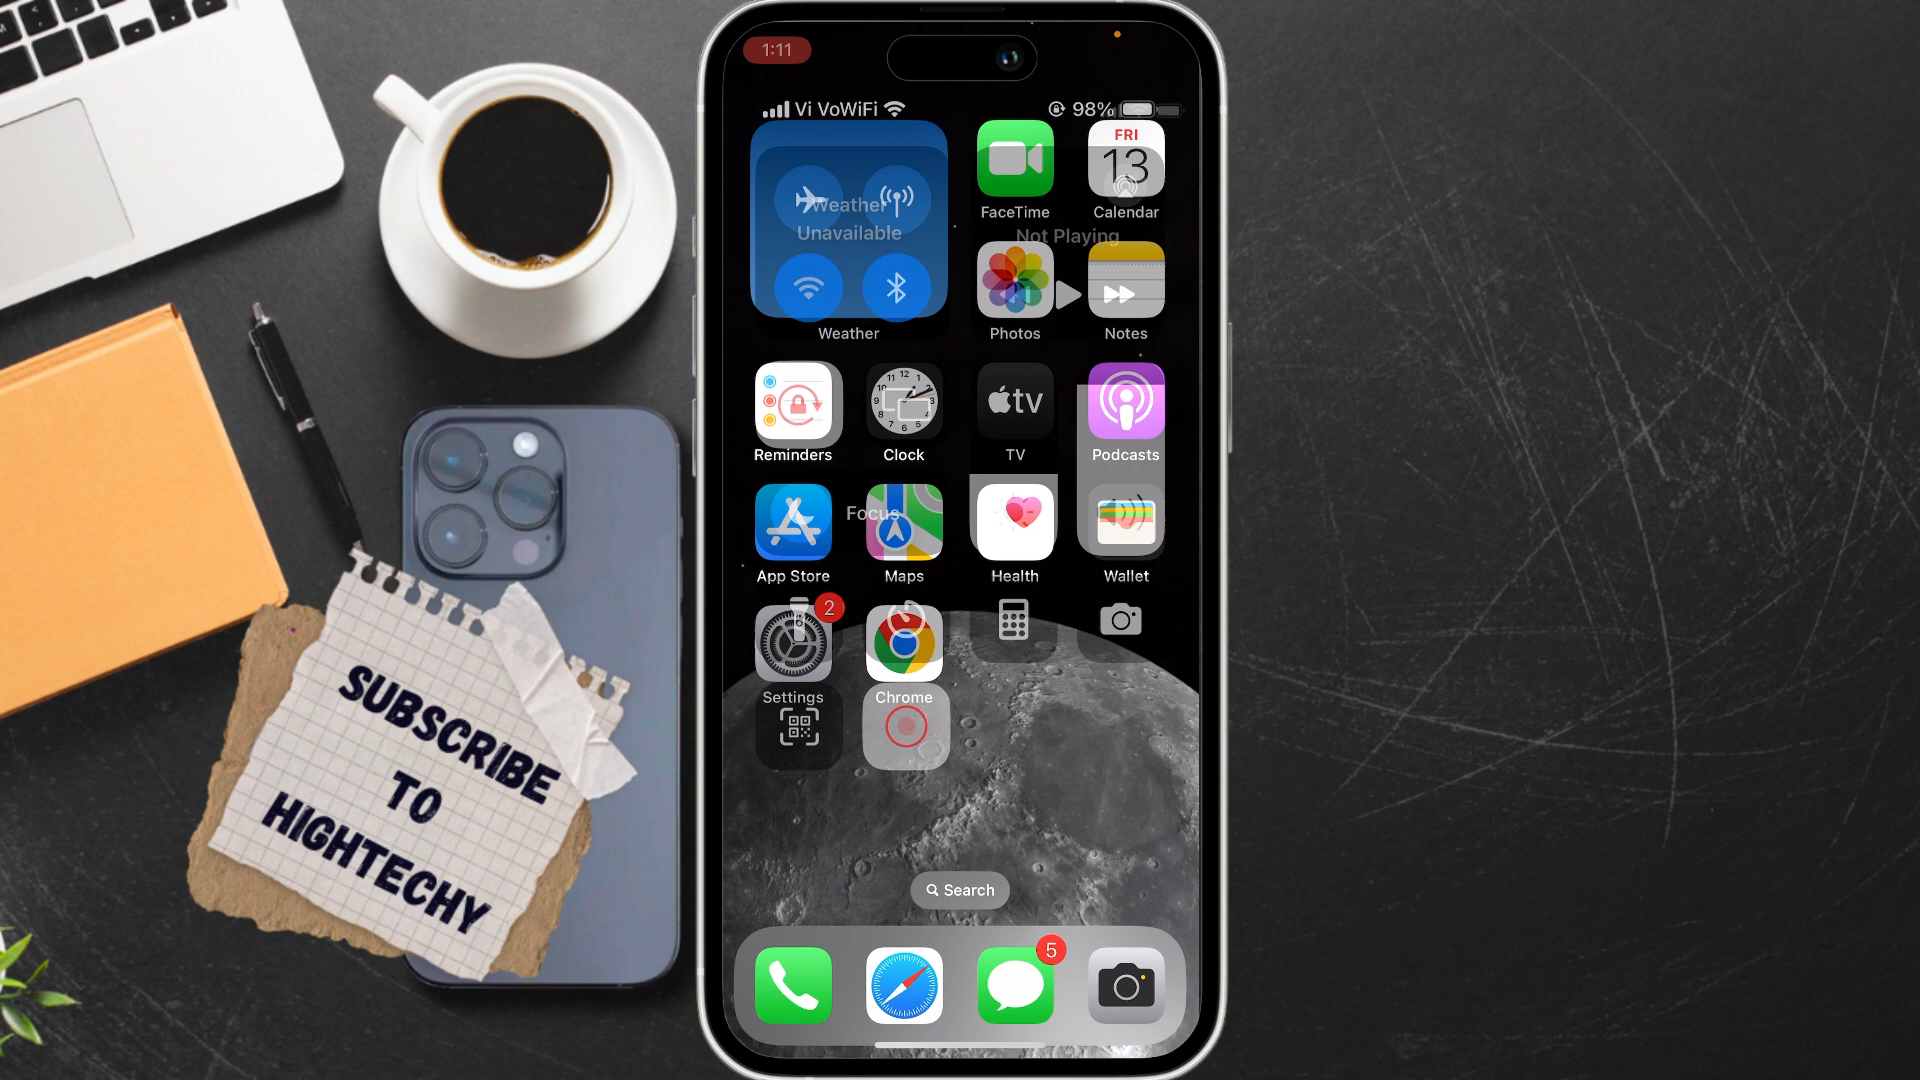 1:11
Vi VoWiFi 98%
FRI
13
Weather
Unavailable
FaceTime
Calendar
Not Playing
Weather
Photos
Notes
tv
Reminders
Clock
TV
Podcasts
Focus
App Store
Maps
Health
Wallet
2
Settings
Chrome
Search
5
SUBSCRIBE
TO
HIGHTECHY